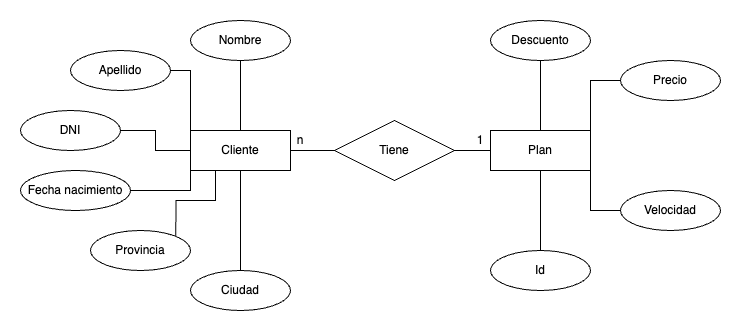 Nombre
Descuento
Apellido
Precio
DNI
n
1
Cliente
Tiene
Plan
Fecha nacimiento
Velocidad
Provincia
Id
Ciudad